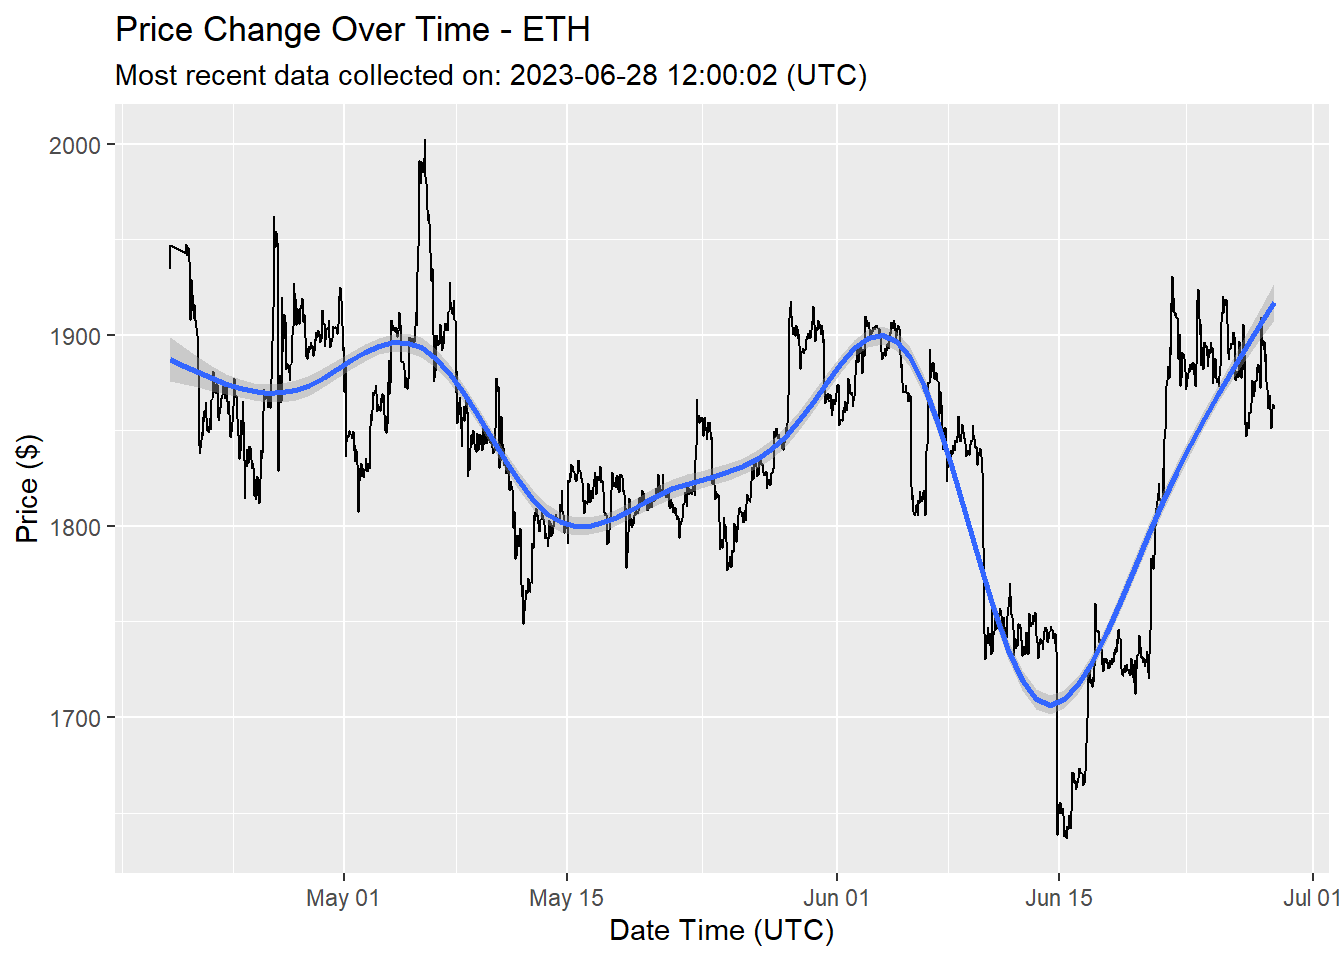 Price Change Over Time - ETH
Most recent data collected on: 2023-06-28 12:00:02 (UTC)
2000
1900
1800
1700
Price ($)
May 01
May 15
Jun 01
Jun 15
Jul 01
Date Time (UTC)